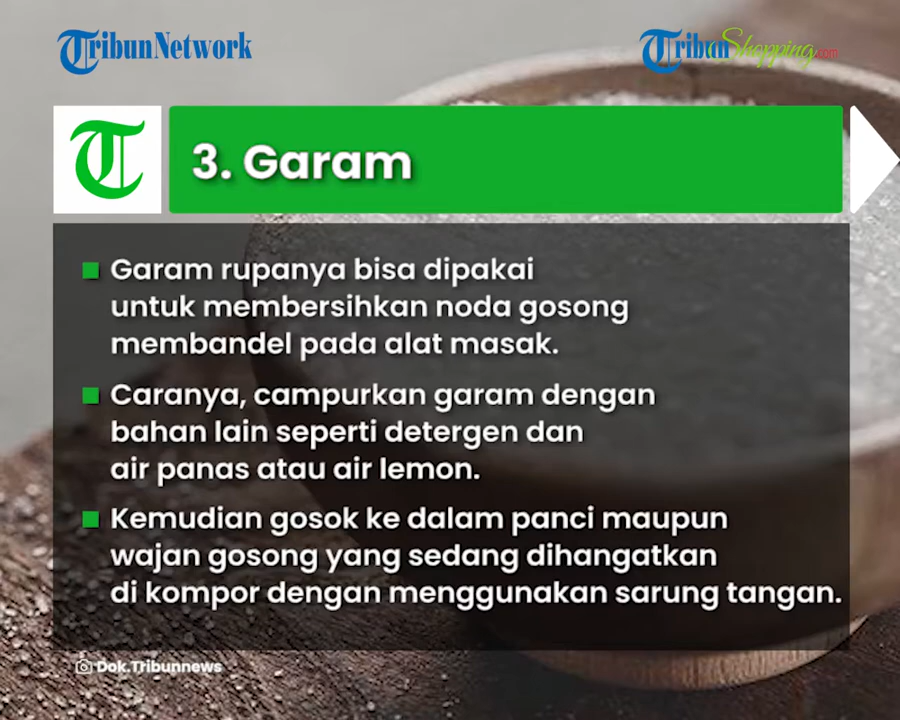 TribunNetwork
TribunShopping.com
3. Garam
Garam rupanya bisa dipakai
untuk membersihkan noda gosong
membandel pada alat masak.
Caranya, campurkan garam dengan
bahan lain seperti detergen dan
air panas atau air lemon.
Kemudian gosok ke dalam panci maupun
wajan gosong yang sedang dihangatkan
di kompor dengan menggunakan sarung tangan.
Dok.Tribunnews